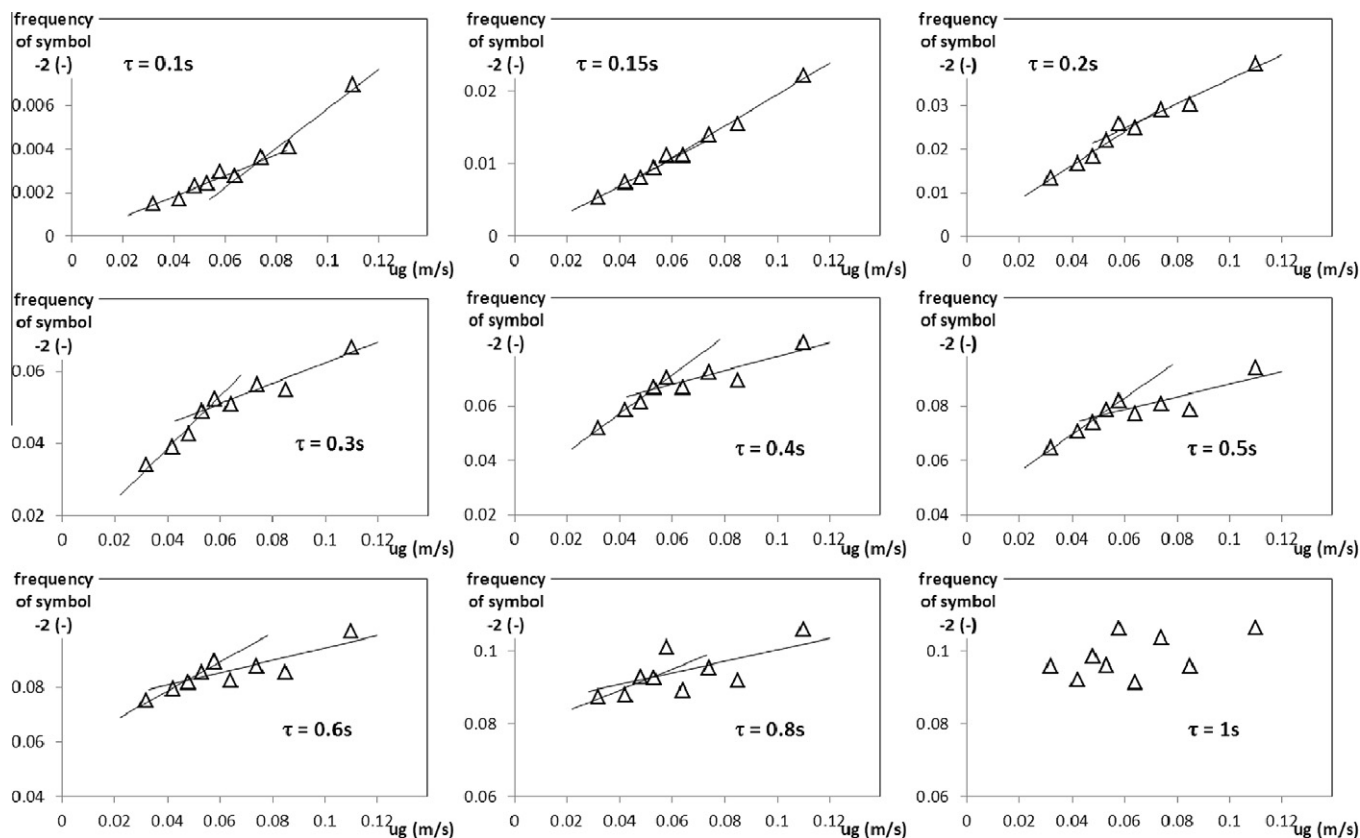 frequency
of symbol
-2 (-)
τ = 0.1s
0.006
0.004
0.002
0
0 0.02 0.04 0.06 0.08 0.1 0.12
ug (m/s)
frequency
of symbol
-2 (-)
τ = 0.15s
0.02
0.01
0
0 0.02 0.04 0.06 0.08 0.1 0.12
ug (m/s)
frequency
of symbol
-2 (-)
τ = 0.2s
0.03
0.02
0.01
0
0 0.02 0.04 0.06 0.08 0.1 0.12
ug (m/s)
frequency
of symbol
-2 (-)
0.06
0.04
τ = 0.3s
0.02
0 0.02 0.04 0.06 0.08 0.1 0.12
ug (m/s)
frequency
of symbol
-2 (-)
0.06
τ = 0.4s
0.04
0.02
0 0.02 0.04 0.06 0.08 0.1 0.12
ug (m/s)
frequency
of symbol
-2 (-)
0.08
τ = 0.5s
0.06
0.04
0 0.02 0.04 0.06 0.08 0.1 0.12
ug (m/s)
frequency
of symbol
-2 (-)
0.08
τ = 0.6s
0.06
0.04
0 0.02 0.04 0.06 0.08 0.1 0.12
ug (m/s)
frequency
of symbol
-2 (-)
0.1
0.08
τ = 0.8s
0.06
0 0.02 0.04 0.06 0.08 0.1 0.12
ug (m/s)
frequency
of symbol
-2 (-)
0.1
τ = 1s
0.08
0.06
0 0.02 0.04 0.06 0.08 0.1 0.12
ug (m/s)